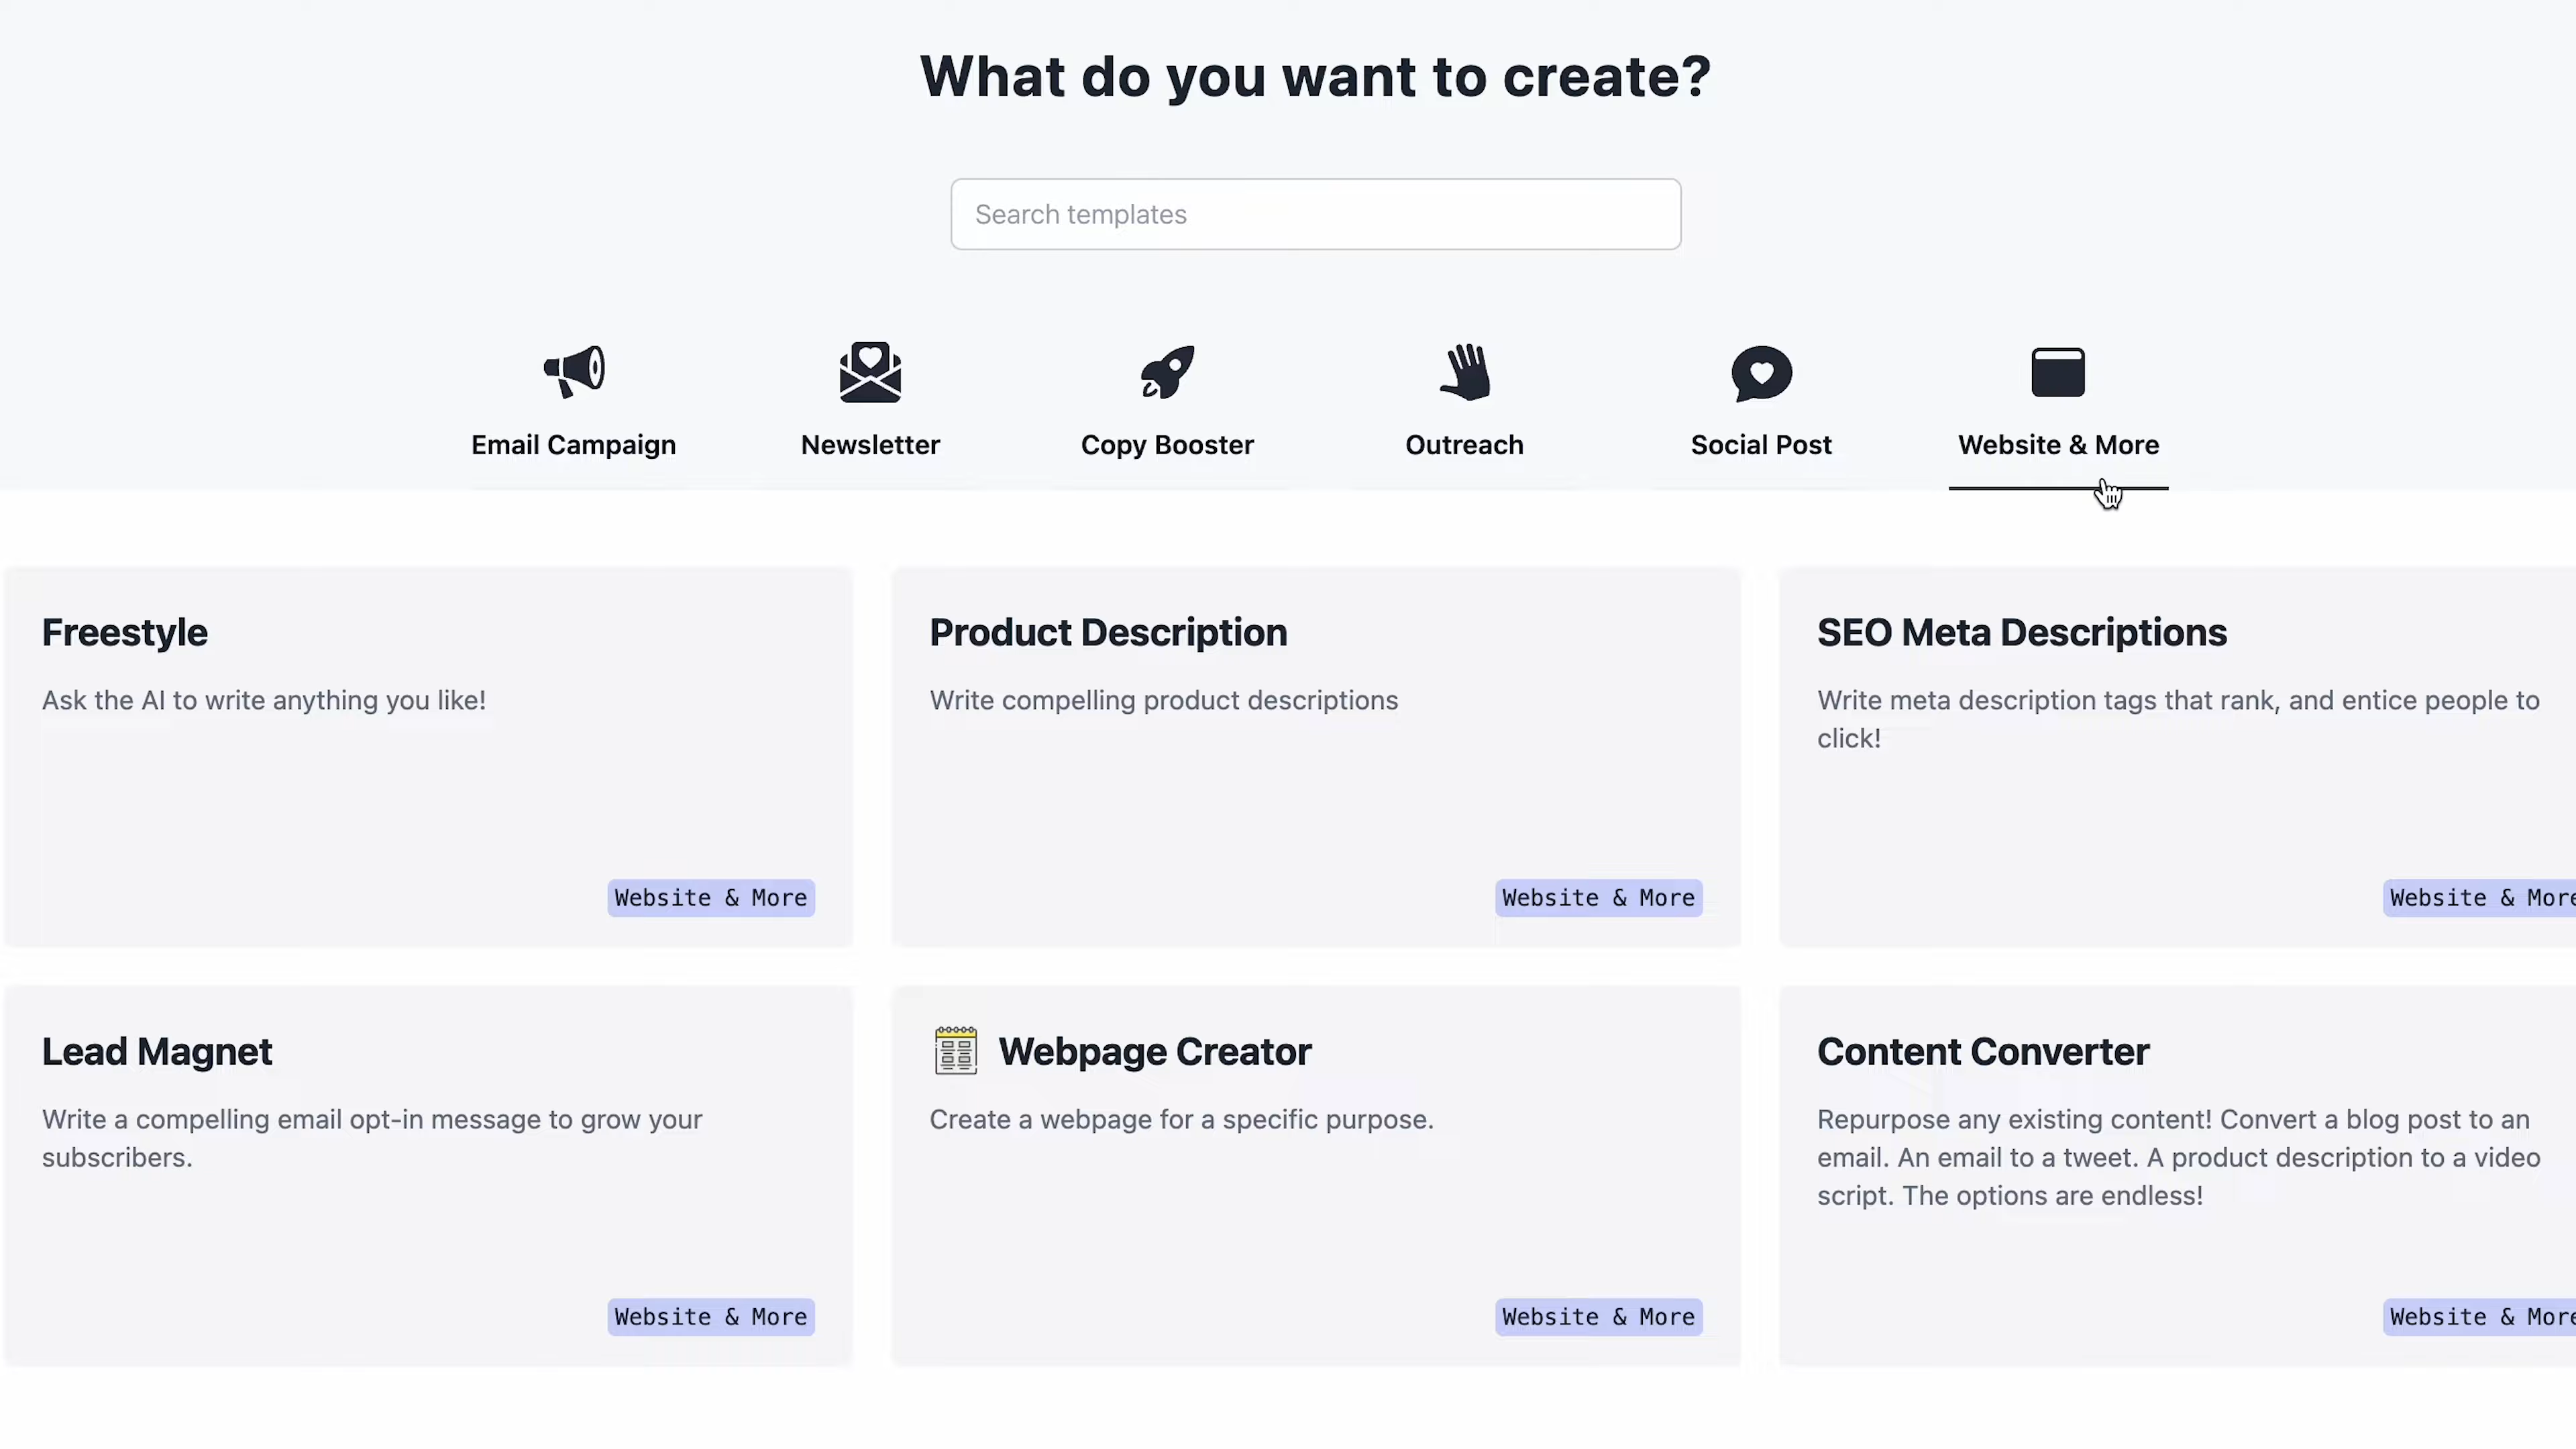 What do you want to create?
Search templates
Email Campaign
Newsletter
Copy Booster
Outreach
Social Post
Website & More
Freestyle
Ask the AI to write anything you like!
Website & More
Product Description
Write compelling product descriptions
Website & More
SEO Meta Descriptions
Write meta description tags that rank, and entice people to
click!
Website & More
Lead Magnet
Write a compelling email opt-in message to grow your
subscribers.
Website & More
Webpage Creator
Create a webpage for a specific purpose.
Website & More
Content Converter
Repurpose any existing content! Convert a blog post to an
email. An email to a tweet. A product description to a video
script. The options are endless!
Website & More